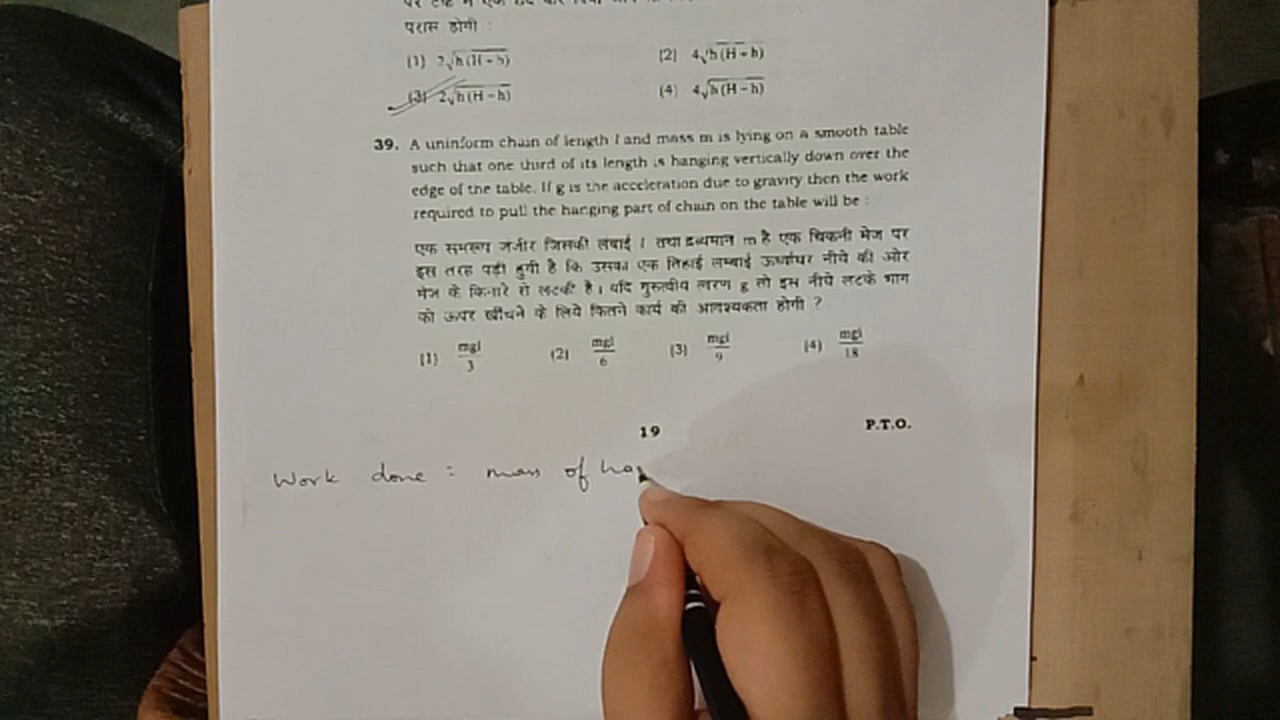 परास होगी :
(1) 2√h(H-h) (2) 4√h(H+h)
(3) 2√h(H-h) (4) 4√h(H-h)
39. A uninform chain of length l and mass m is lying on a smooth table
such that one third of its length is hanging vertically down over the
edge of the table. If g is the acceleration due to gravity then the work
required to pull the hanging part of chain on the table will be :
एक समरूप जंजीर जिसकी लंबाई l तथा द्रव्यमान m है एक चिकनी मेज पर
इस तरह पड़ी हुयी है कि उसका एक तिहाई लम्बाई ऊर्ध्वाधर नीचे की ओर
मेज के किनारे से लटकी है। यदि गुरुत्वीय त्वरण g तो इस नीचे लटके भाग
को ऊपर खींचने के लिये कितने कार्य की आवश्यकता होगी ?
(1) mgl/3 (2) mgl/6 (3) mgl/9 (4) mgl/18
19 P.T.O.
Work done = mass of ha